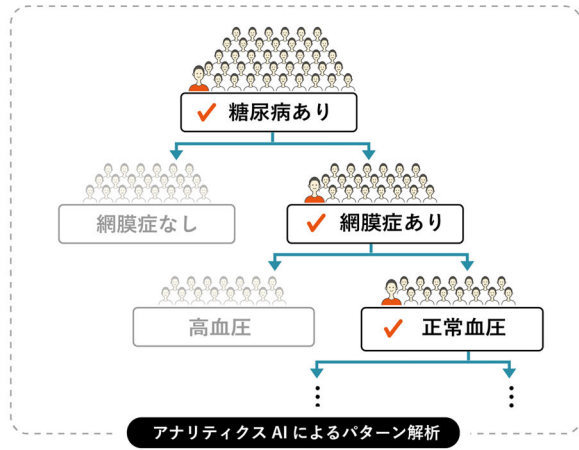 糖尿病あり
網膜症なし
網膜症あり
高血圧
正常血圧
アナリティクスAIによるパターン解析